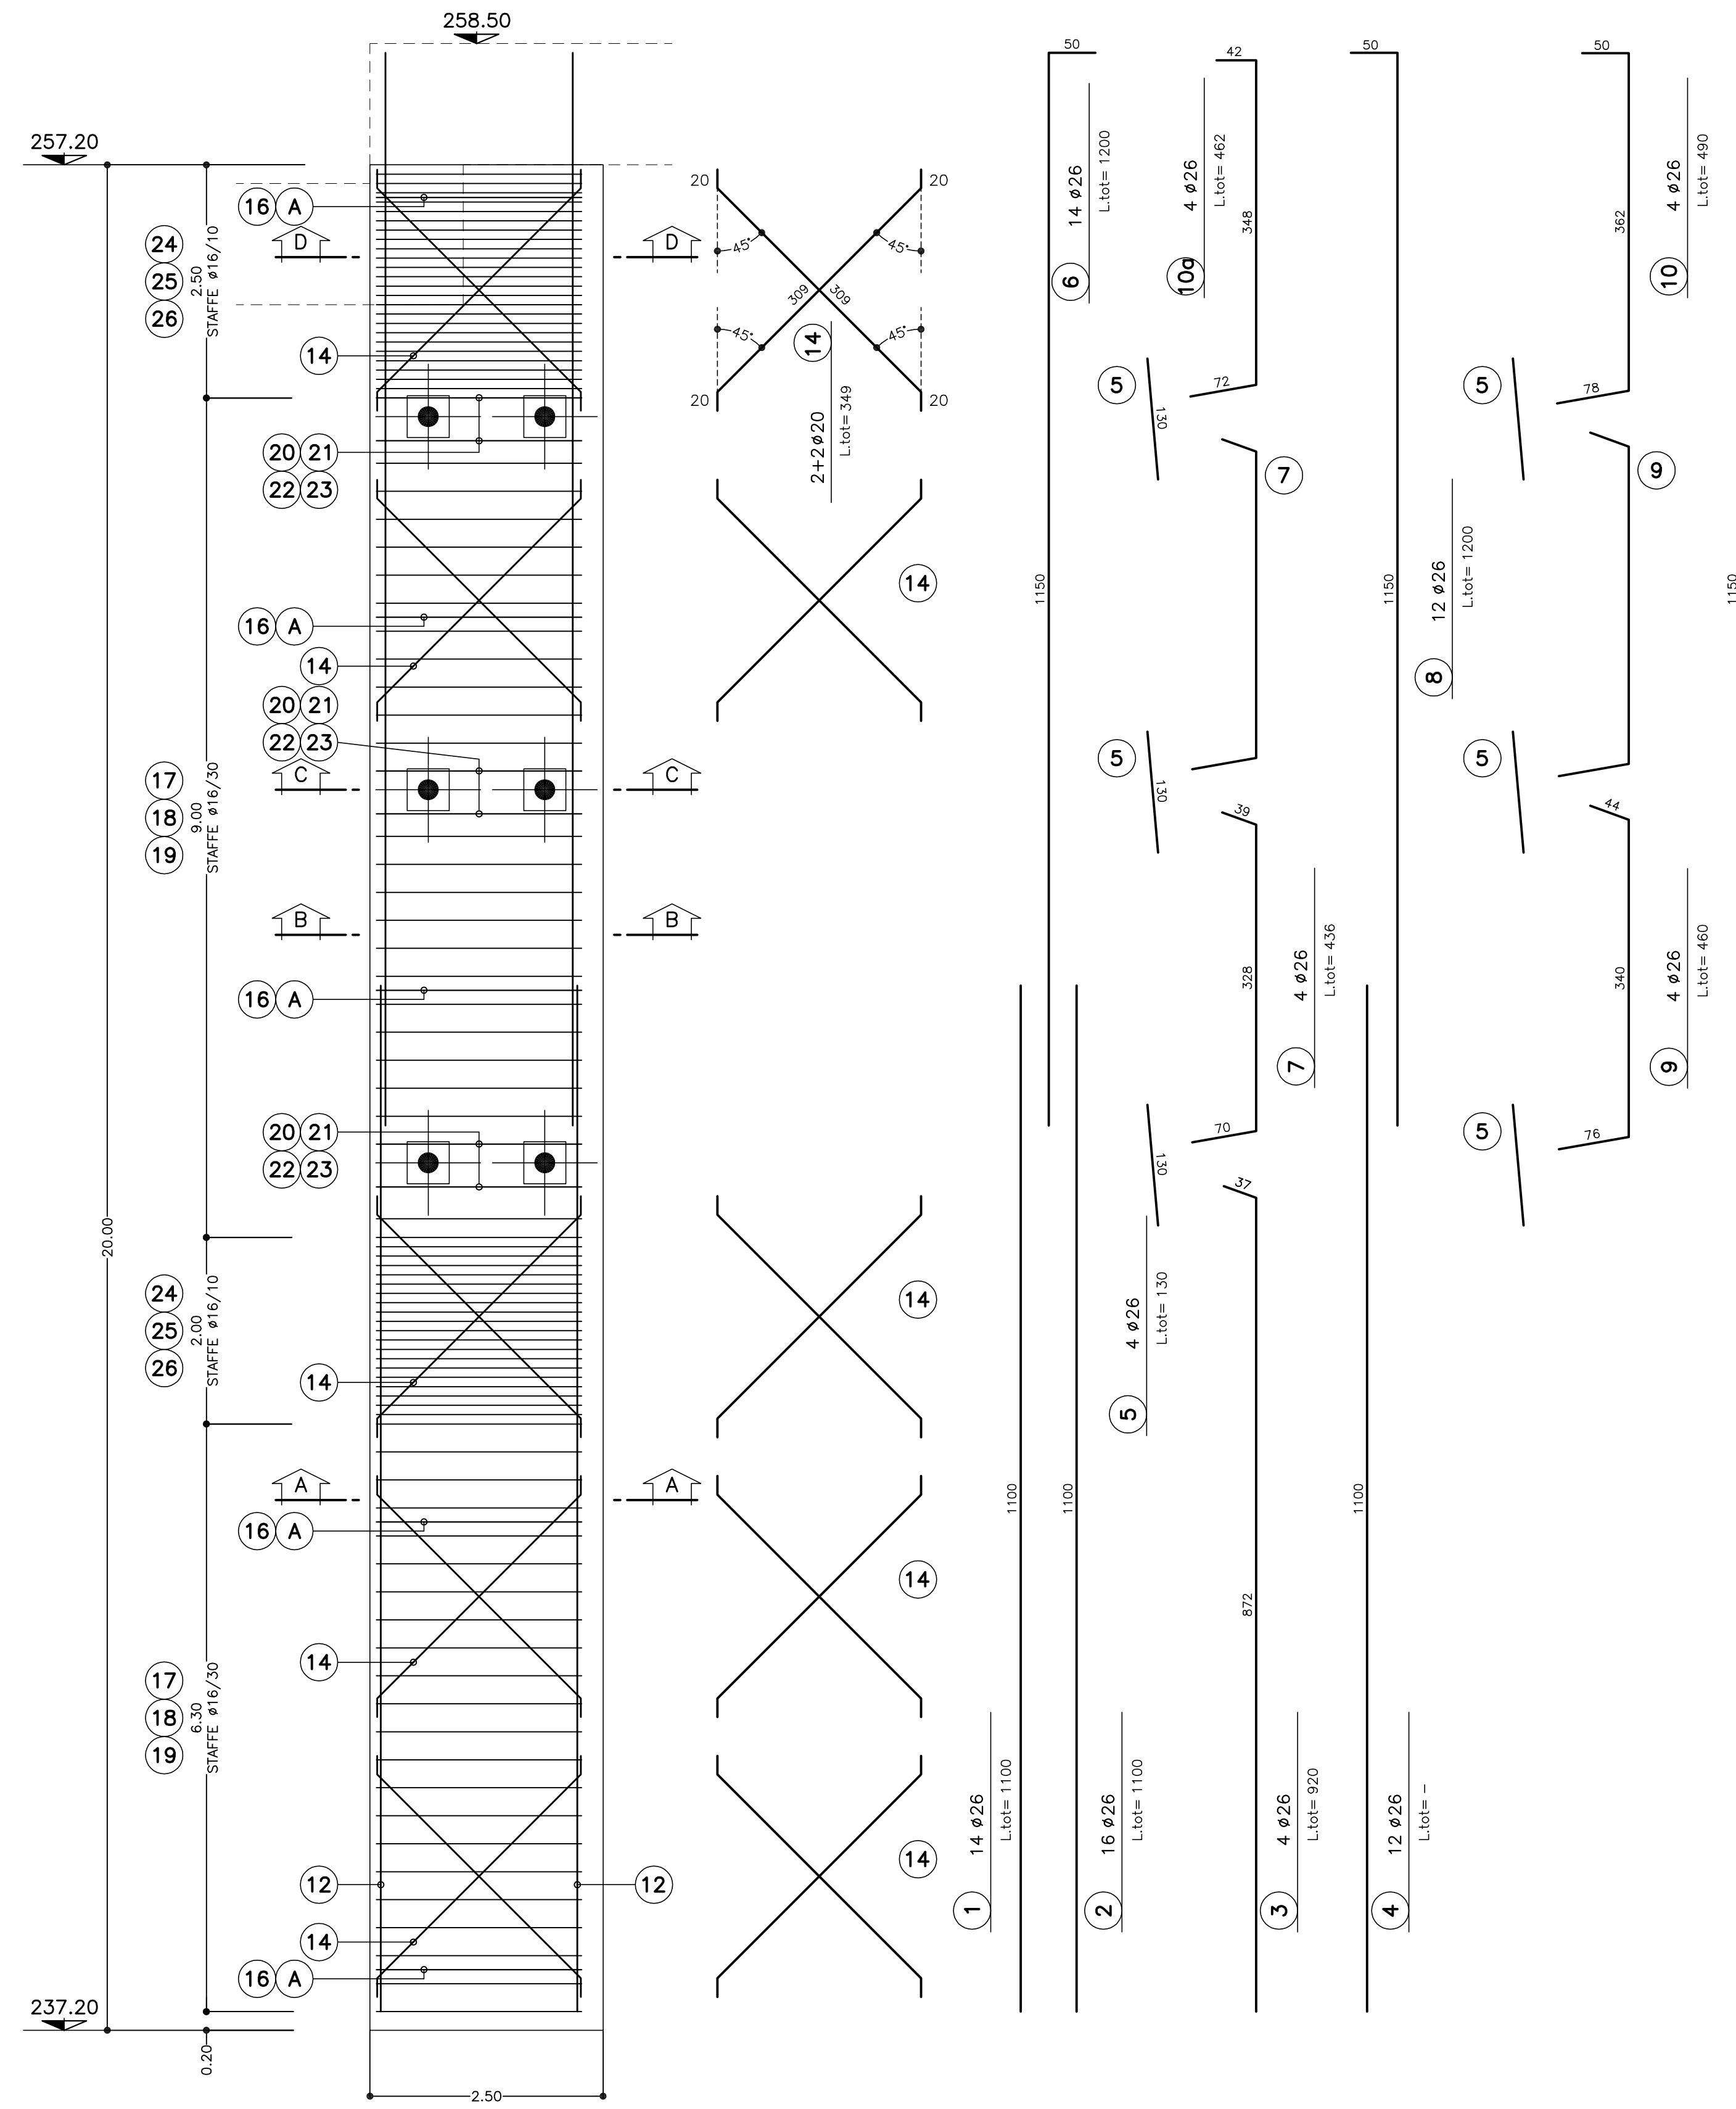 258.50
257.20
16 A
D D
24
25
26
2.50
STAFFE ø16/10
14
20 21
22 23
16 A
14
20 21
22 23
C C
17
18
19
9.00
STAFFE ø16/30
B B
16 A
20 21
22 23
20.00
24
25
26
2.00
STAFFE ø16/10
14
A A
16 A
14
17
18
19
6.30
STAFFE ø16/30
12 12
14
16 A
237.20
0.20
2.50
20 20
45° 45°
309 309
45° 45°
14
2+2ø20
L.tot= 349
20 20
14
14
14
14
50
6
14 ø26
L.tot= 1200
1150
42
10a
4 ø26
L.tot= 462
348
5
72
130
7
5
130
39
328
7
4 ø26
L.tot= 436
70
130
37
5
4 ø26
L.tot= 130
872
50
1150
8
12 ø26
L.tot= 1200
50
10
4 ø26
L.tot= 490
362
5
78
9
1150
5
44
340
9
4 ø26
L.tot= 460
5
76
1100
1
14 ø26
L.tot= 1100
1100
2
16 ø26
L.tot= 1100
3
4 ø26
L.tot= 920
1100
4
12 ø26
L.tot= –